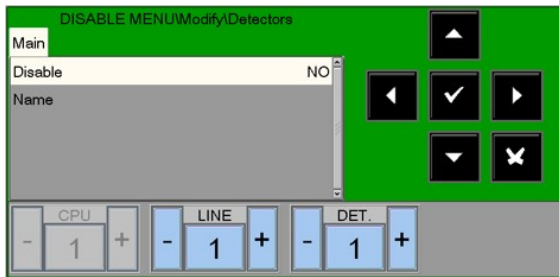 DISABLE MENU\Modify\Detectors
Main
Disable NO
Name
CPU LINE DET.
- 1 + - 1 + - 1 +